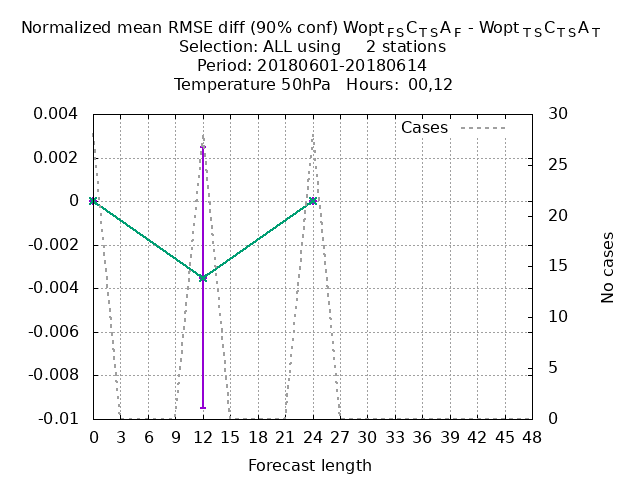 Normalized mean RMSE diff (90% conf) Wopt FS C TS A F - Wopt TS C TS A T
Selection: ALL using 2 stations
Period: 20180601-20180614
Temperature 50hPa Hours: 00,12
0.004
0.002
0
-0.002
-0.004
-0.006
-0.008
-0.01
30
25
20
15
10
5
0
Cases
No cases
0 3 6 9 12 15 18 21 24 27 30 33 36 39 42 45 48
Forecast length